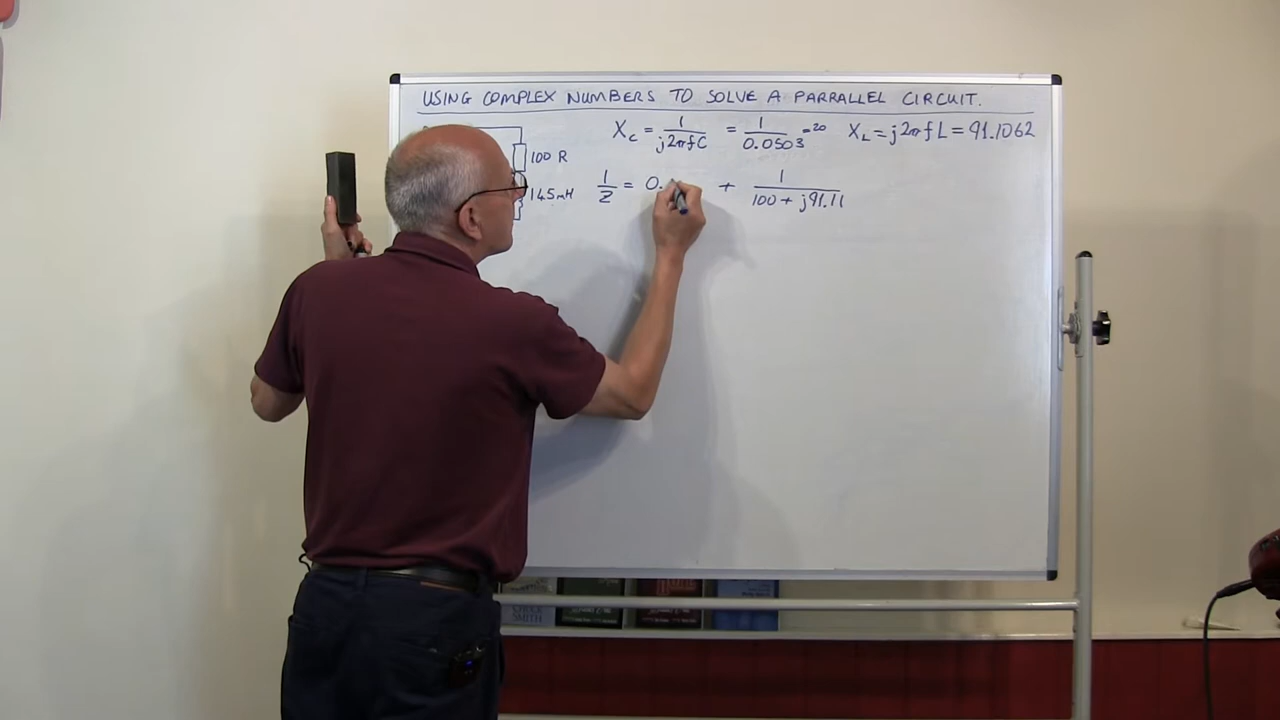 USING COMPLEX NUMBERS TO SOLVE A PARRALLEL CIRCUIT.
X_C = 1/j2πfC = 1/0.0503 =20 X_L = j2πfL = 91.1062
100 R
145mH
1/Z = 0. + 1/100 + j91.11
SMITH